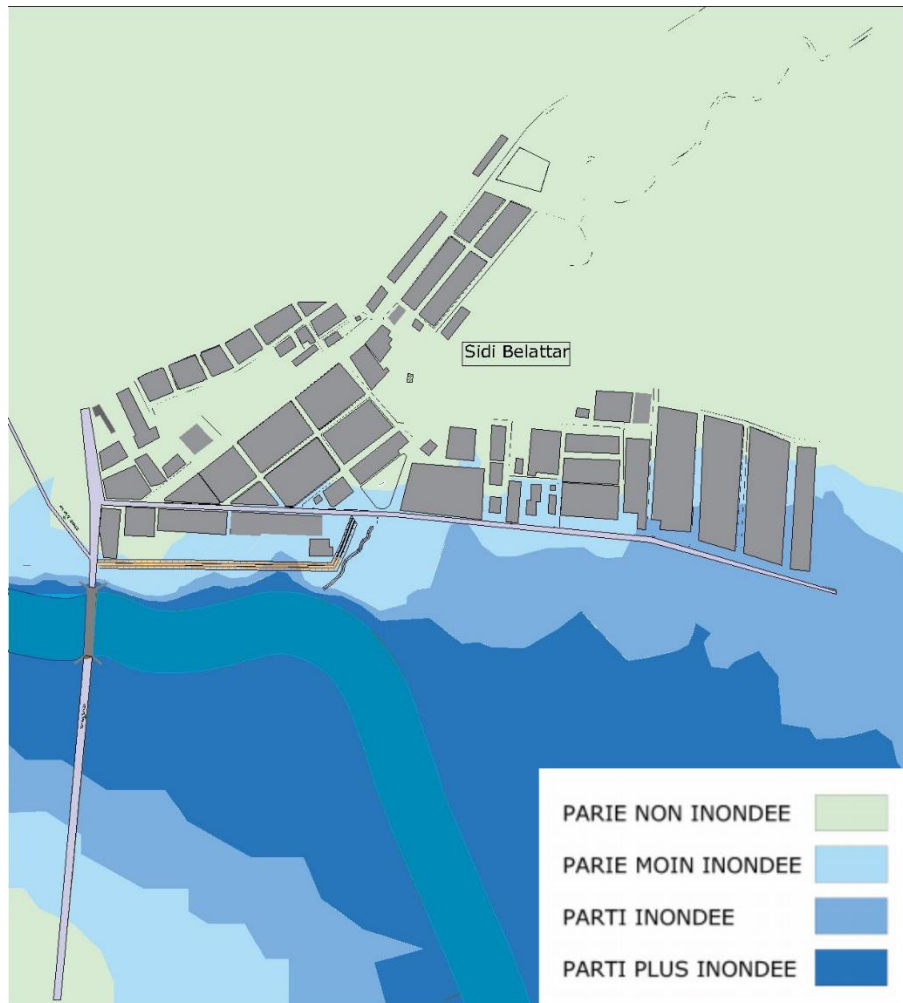 Sidi Belattar
PARIE NON INONDEE
PARIE MOIN INONDEE
PARTI INONDEE
PARTI PLUS INONDEE